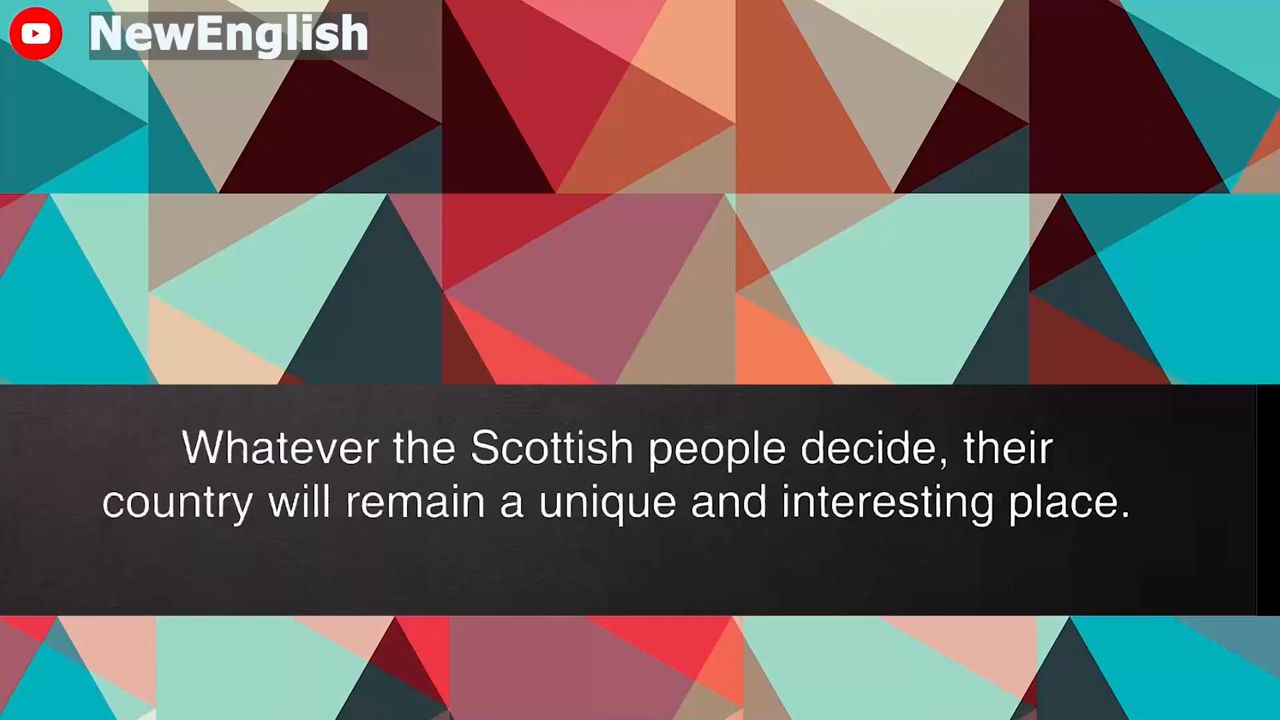 NewEnglish
Whatever the Scottish people decide, their
country will remain a unique and interesting place.